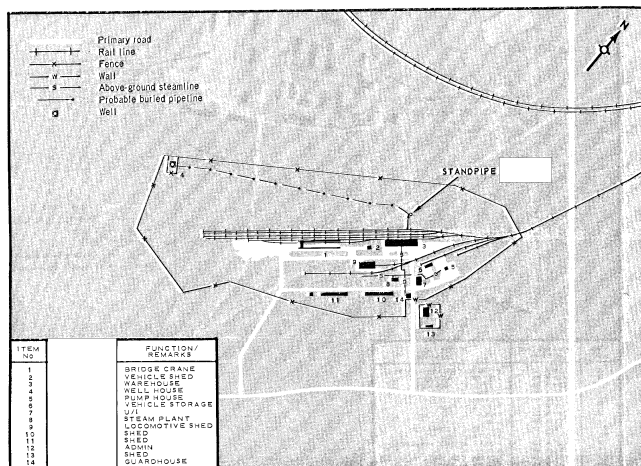 Primary road
Rail line
Fence
Wall
Above-ground steamline
Probable buried pipeline
Well
N
STANDPIPE
4
1
2
3
9
5
6
8
7
11
10
14
12
13
ITEM No
FUNCTION/ REMARKS
1 BRIDGE CRANE
2 VEHICLE SHED
3 WAREHOUSE
4 WELL HOUSE
5 PUMP HOUSE
6 VEHICLE STORAGE
7 U/I
8 STEAM PLANT
9 LOCOMOTIVE SHED
10 SHED
11 SHED
12 ADMIN
13 SHED
14 GUARDHOUSE